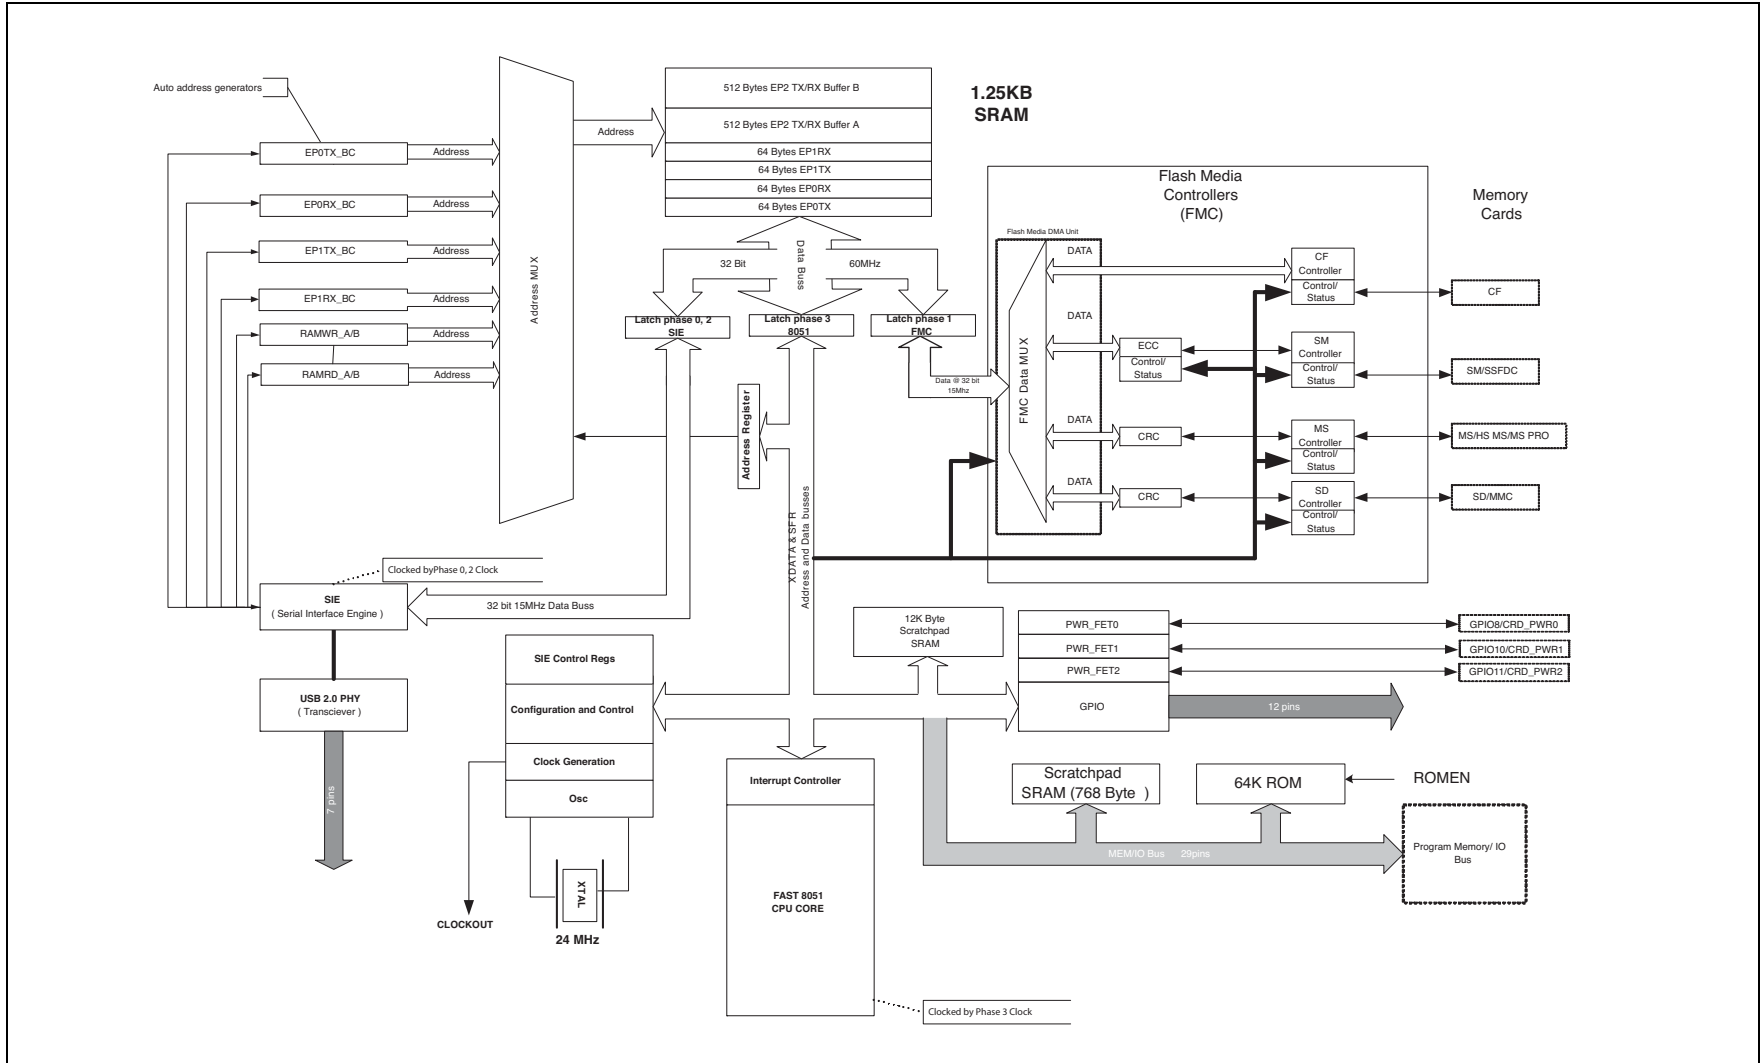 Auto address generators
EP0TX_BC
Address
EP0RX_BC
Address
EP1TX_BC
Address
EP1RX_BC
Address
RAMWR_A/B
Address
RAMRD_A/B
Address
Address MUX
Address
512 Bytes EP2 TX/RX Buffer B
512 Bytes EP2 TX/RX Buffer A
64 Bytes EP1RX
64 Bytes EP1TX
64 Bytes EP0RX
64 Bytes EP0TX
1.25KB
SRAM
32 Bit
Data Buss
60MHz
Latch phase 0, 2
SIE
Latch phase 3
8051
Latch phase 1
FMC
Data @ 32 bit
15Mhz
Address Register
XDATA & SFR
Address and Data busses
Flash Media
Controllers
(FMC)
Flash Media DMA Unit
FMC Data MUX
DATA
DATA
DATA
DATA
CF
Controller
Control/
Status
ECC
Control/
Status
SM
Controller
Control/
Status
CRC
MS
Controller
Control/
Status
CRC
SD
Controller
Control/
Status
Memory
Cards
CF
SM/SSFDC
MS/HS MS/MS PRO
SD/MMC
Clocked byPhase 0, 2 Clock
SIE
( Serial Interface Engine )
32 bit 15MHz Data Buss
USB 2.0 PHY
( Transciever )
7 pins
SIE Control Regs
Configuration and Control
Clock Generation
Osc
XTAL
24 MHz
CLOCKOUT
12K Byte
Scratchpad
SRAM
PWR_FET0
PWR_FET1
PWR_FET2
GPIO
GPIO8/CRD_PWR0
GPIO10/CRD_PWR1
GPIO11/CRD_PWR2
12 pins
Interrupt Controller
FAST 8051
CPU CORE
Clocked by Phase 3 Clock
Scratchpad
SRAM (768 Byte )
64K ROM
ROMEN
MEM/IO Bus 29pins
Program Memory/ IO
Bus